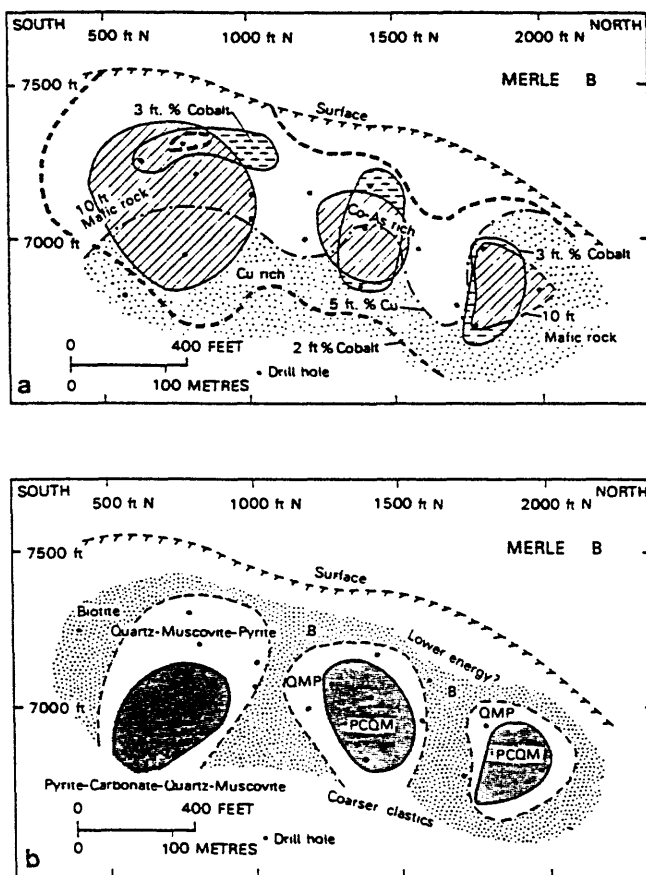 SOUTH NORTH
500 ft N 1000 ft N 1500 ft N 2000 ft N
7500 ft MERLE B
Surface
3 ft. % Cobalt
10 ft
Mafic rock
7000 ft
Co-As rich
Cu rich
3 ft. % Cobalt
5 ft. % Cu
10 ft
Mafic rock
2 ft % Cobalt
0 400 FEET
0 100 METRES
• Drill hole
a
SOUTH NORTH
500 ft N 1000 ft N 1500 ft N 2000 ft N
7500 ft MERLE B
Surface
Biotite
Quartz-Muscovite-Pyrite
B
Lower energy?
B
7000 ft
QMP
QMP
PCQM
PCQM
Pyrite-Carbonate-Quartz-Muscovite
Coarser clastics
0 400 FEET
0 100 METRES
• Drill hole
b